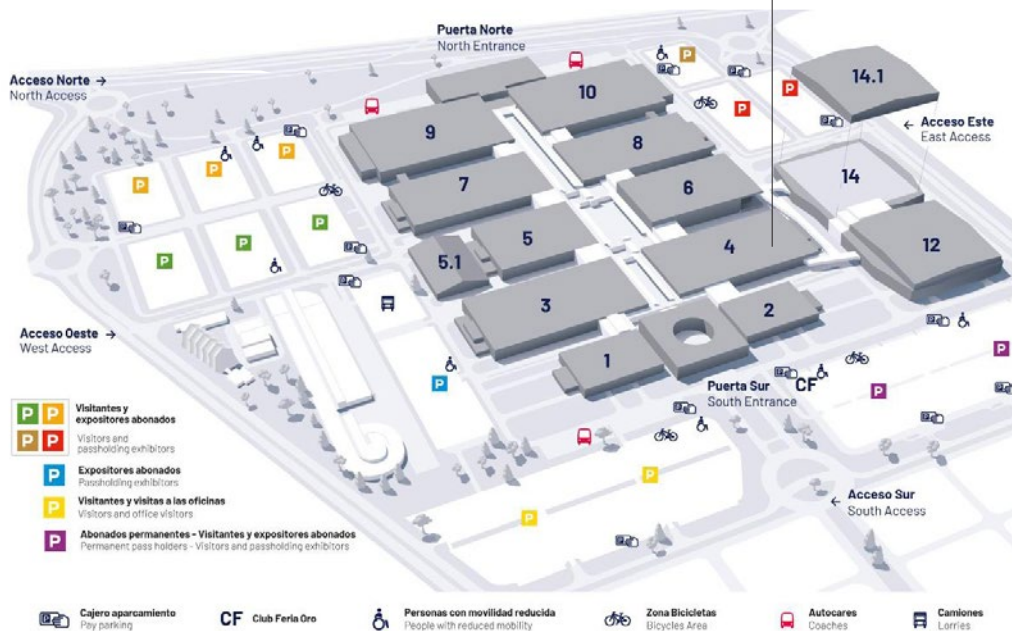 Puerta Norte
North Entrance
Acceso Norte →
North Access
P
P
P
14.1
10
← Acceso Este
East Access
9
8
14
P
P
P
7
6
12
P
P
P
5
5.1
4
3
2
Acceso Oeste →
West Access
1
P
P
Puerta Sur
South Entrance
CF
P
P P
P P
Visitantes y
expositores abonados
Visitors and
passholding exhibitors
P
Expositores abonados
Passholding exhibitors
P
Visitantes y visitas a las oficinas
Visitors and office visitors
P
Abonados permanentes - Visitantes y expositores abonados
Permanent pass holders - Visitors and passholding exhibitors
P
P
← Acceso Sur
South Access
Cajero aparcamiento
Pay parking
CF
Club Feria Oro
Personas con movilidad reducida
People with reduced mobility
Zona Bicicletas
Bicycles Area
Autocares
Coaches
Camiones
Lorries